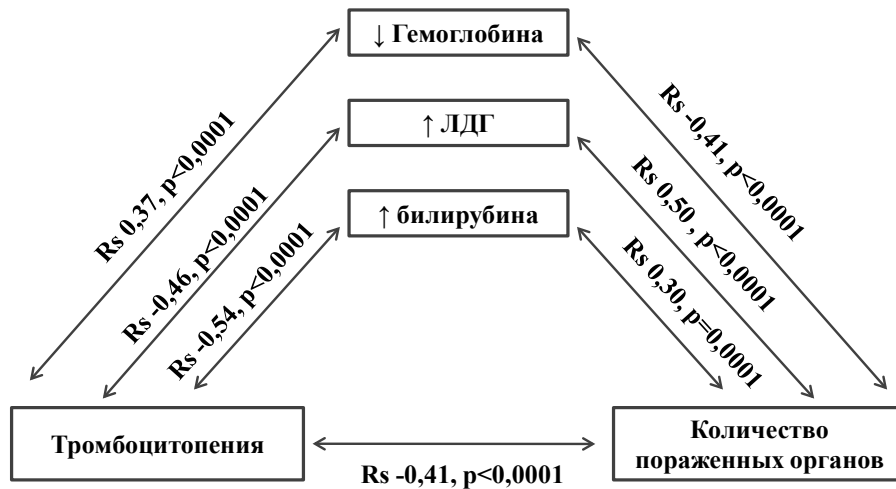 ↓ Гемоглобина
↑ ЛДГ
↑ билирубина
Rs 0,37, p<0,0001
Rs -0,46, p<0,0001
Rs -0,54, p<0,0001
Rs -0,41, p<0,0001
Rs 0,50 , p<0,0001
Rs 0,30, p=0,0001
Тромбоцитопения
Количество
пораженных органов
Rs -0,41, p<0,0001